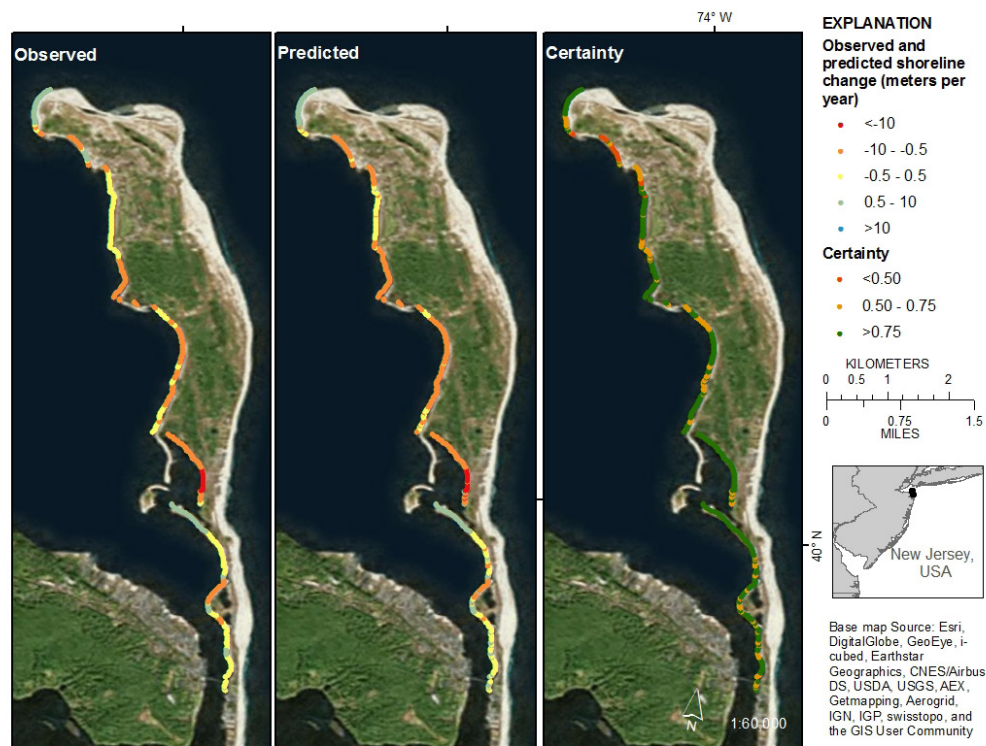 74° W
Observed
Predicted
Certainty
40° N
N
1:60,000
EXPLANATION
Observed and
predicted shoreline
change (meters per
year)
<-10
-10 - -0.5
-0.5 - 0.5
0.5 - 10
>10
Certainty
<0.50
0.50 - 0.75
>0.75
KILOMETERS
0 0.5 1 2
0 0.75 1.5
MILES
New Jersey,
USA
Base map Source: Esri,
DigitalGlobe, GeoEye, i-
cubed, Earthstar
Geographics, CNES/Airbus
DS, USDA, USGS, AEX,
Getmapping, Aerogrid,
IGN, IGP, swisstopo, and
the GIS User Community